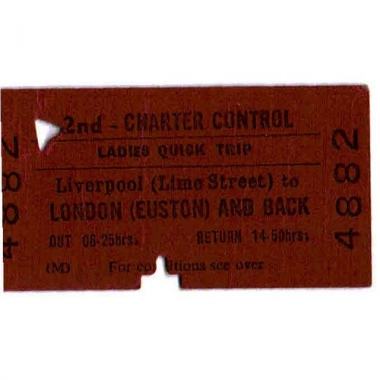 2nd - CHARTER CONTROL
LADIES QUICK TRIP
Liverpool (Lime Street) to
LONDON (EUSTON) AND BACK
OUT 06-25hrs. RETURN 14-50hrs.
(M) For conditions see over
4882
4882